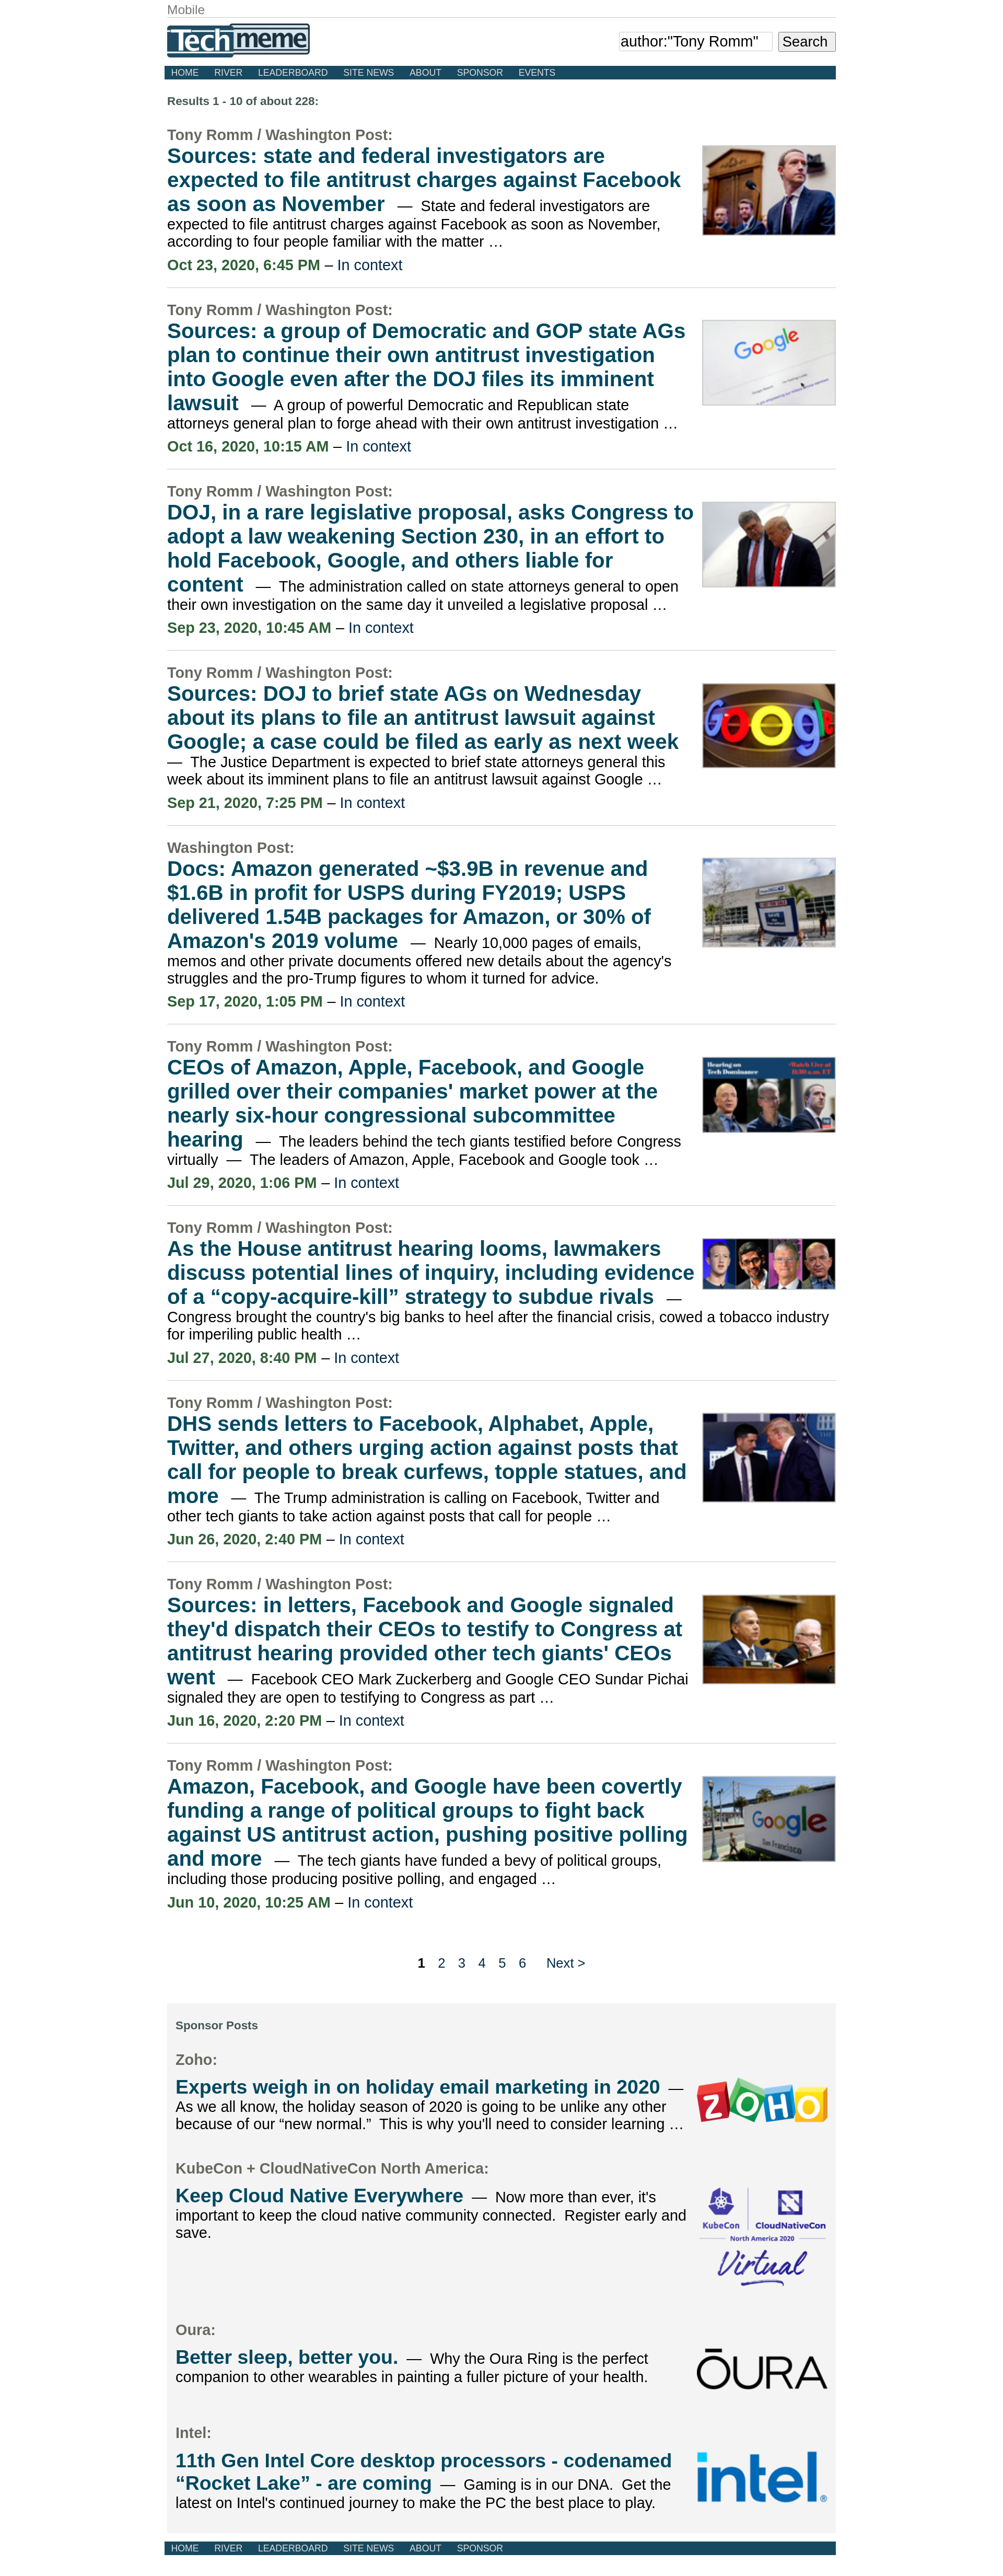 Mobile
Techmeme
author:"Tony Romm" Search
HOME RIVER LEADERBOARD SITE NEWS ABOUT SPONSOR EVENTS
Results 1 - 10 of about 228:
Tony Romm / Washington Post:
Sources: state and federal investigators are
expected to file antitrust charges against Facebook
as soon as November — State and federal investigators are
expected to file antitrust charges against Facebook as soon as November,
according to four people familiar with the matter …
Oct 23, 2020, 6:45 PM – In context
Tony Romm / Washington Post:
Sources: a group of Democratic and GOP state AGs
plan to continue their own antitrust investigation
into Google even after the DOJ files its imminent
lawsuit — A group of powerful Democratic and Republican state
attorneys general plan to forge ahead with their own antitrust investigation …
Google
Oct 16, 2020, 10:15 AM – In context
Tony Romm / Washington Post:
DOJ, in a rare legislative proposal, asks Congress to
adopt a law weakening Section 230, in an effort to
hold Facebook, Google, and others liable for
content — The administration called on state attorneys general to open
their own investigation on the same day it unveiled a legislative proposal …
Sep 23, 2020, 10:45 AM – In context
Tony Romm / Washington Post:
Sources: DOJ to brief state AGs on Wednesday
about its plans to file an antitrust lawsuit against
Google; a case could be filed as early as next week
— The Justice Department is expected to brief state attorneys general this
week about its imminent plans to file an antitrust lawsuit against Google …
Google
Sep 21, 2020, 7:25 PM – In context
Washington Post:
Docs: Amazon generated ~$3.9B in revenue and
$1.6B in profit for USPS during FY2019; USPS
delivered 1.54B packages for Amazon, or 30% of
Amazon's 2019 volume — Nearly 10,000 pages of emails,
memos and other private documents offered new details about the agency's
struggles and the pro-Trump figures to whom it turned for advice.
Sep 17, 2020, 1:05 PM – In context
Tony Romm / Washington Post:
CEOs of Amazon, Apple, Facebook, and Google
grilled over their companies' market power at the
nearly six-hour congressional subcommittee
hearing — The leaders behind the tech giants testified before Congress
virtually — The leaders of Amazon, Apple, Facebook and Google took …
Hearing on
Tech Dominance
Watch Live at
Jul 29, 2020, 1:06 PM – In context
Tony Romm / Washington Post:
As the House antitrust hearing looms, lawmakers
discuss potential lines of inquiry, including evidence
of a “copy-acquire-kill” strategy to subdue rivals —
Congress brought the country's big banks to heel after the financial crisis, cowed a tobacco industry
for imperiling public health …
Jul 27, 2020, 8:40 PM – In context
Tony Romm / Washington Post:
DHS sends letters to Facebook, Alphabet, Apple,
Twitter, and others urging action against posts that
call for people to break curfews, topple statues, and
more — The Trump administration is calling on Facebook, Twitter and
other tech giants to take action against posts that call for people …
Jun 26, 2020, 2:40 PM – In context
Tony Romm / Washington Post:
Sources: in letters, Facebook and Google signaled
they'd dispatch their CEOs to testify to Congress at
antitrust hearing provided other tech giants' CEOs
went — Facebook CEO Mark Zuckerberg and Google CEO Sundar Pichai
signaled they are open to testifying to Congress as part …
Jun 16, 2020, 2:20 PM – In context
Tony Romm / Washington Post:
Amazon, Facebook, and Google have been covertly
funding a range of political groups to fight back
against US antitrust action, pushing positive polling
and more — The tech giants have funded a bevy of political groups,
including those producing positive polling, and engaged …
Google
San Francisco
Jun 10, 2020, 10:25 AM – In context
1 2 3 4 5 6 Next >
Sponsor Posts
Zoho:
Experts weigh in on holiday email marketing in 2020 —
As we all know, the holiday season of 2020 is going to be unlike any other
because of our “new normal.” This is why you'll need to consider learning …
ZOHO
KubeCon + CloudNativeCon North America:
Keep Cloud Native Everywhere — Now more than ever, it's
important to keep the cloud native community connected. Register early and
save.
KubeCon CloudNativeCon
North America 2020
Virtual
Oura:
Better sleep, better you. — Why the Oura Ring is the perfect
companion to other wearables in painting a fuller picture of your health.
ŌURA
Intel:
11th Gen Intel Core desktop processors - codenamed
“Rocket Lake” - are coming — Gaming is in our DNA. Get the
latest on Intel's continued journey to make the PC the best place to play.
intel®
HOME RIVER LEADERBOARD SITE NEWS ABOUT SPONSOR